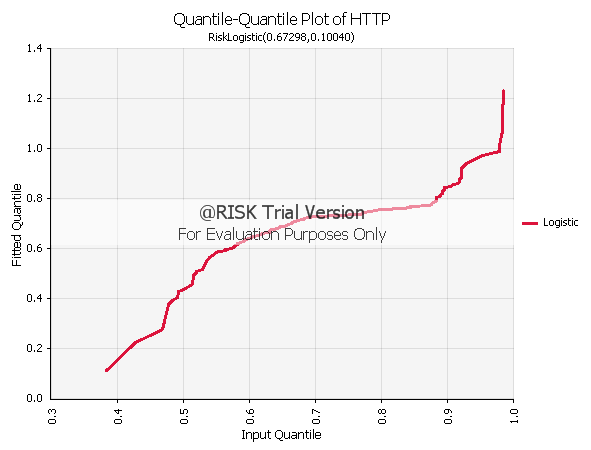 Quantile-Quantile Plot of HTTP
RiskLogistic(0.67298,0.10040)
1.4
1.2
1.0
0.8
0.6
0.4
0.2
0.0
Fitted Quantile
@RISK Trial Version
For Evaluation Purposes Only
Logistic
0.3
0.4
0.5
0.6
0.7
0.8
0.9
1.0
Input Quantile